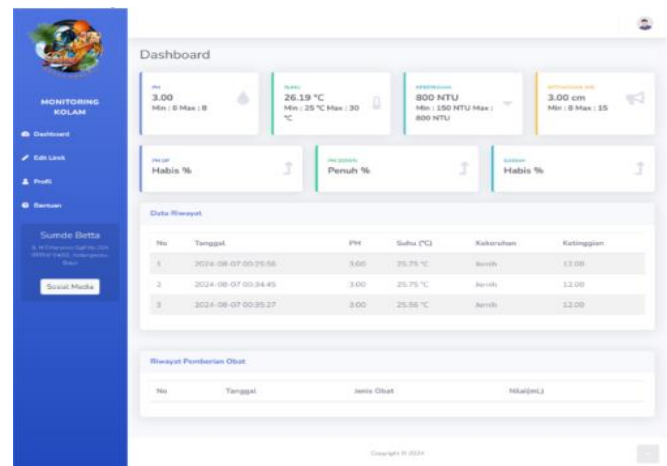 MONITORING
KOLAM
Dashboard
Edit Limit
Profil
Bantuan
Sumde Betta
Sosial Media
Dashboard
PH
3.00
Min : 6 Max : 8
SUHU
26.19 °C
Min : 25 °C Max : 30
°C
KEKERUHAN
800 NTU
Min : 150 NTU Max :
800 NTU
KETINGGIAN AIR
3.00 cm
Min : 8 Max : 15
PH UP
Habis %
PH DOWN
Penuh %
GARAM
Habis %
Data Riwayat
No Tanggal PH Suhu (°C) Kekeruhan Ketinggian
1 2024-08-07 00:25:56 3.00 25.75 °C Jernih 12.00
2 2024-08-07 00:34:45 3.00 25.75 °C Jernih 12.00
3 2024-08-07 00:35:27 3.00 25.56 °C Jernih 12.00
Riwayat Pemberian Obat
No Tanggal Jenis Obat Nilai(mL)
Copyright © 2024